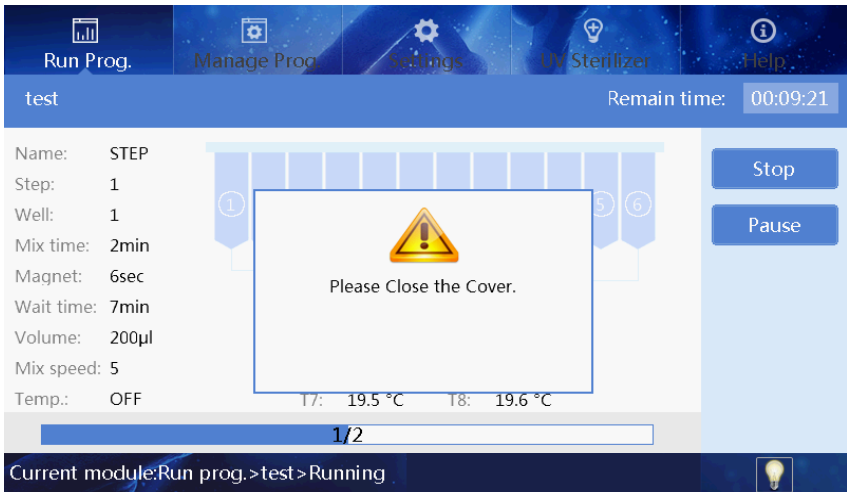 Run Prog. Manage Prog. Settings UV Sterilizer Help
test Remain time: 00:09:21
Name: STEP
Step: 1
Well: 1
Mix time: 2min
Magnet: 6sec
Wait time: 7min
Volume: 200μl
Mix speed: 5
Temp.: OFF
1 5 6
Please Close the Cover.
T7: 19.5 °C T8: 19.6 °C
Stop
Pause
1/2
Current module:Run prog.>test>Running